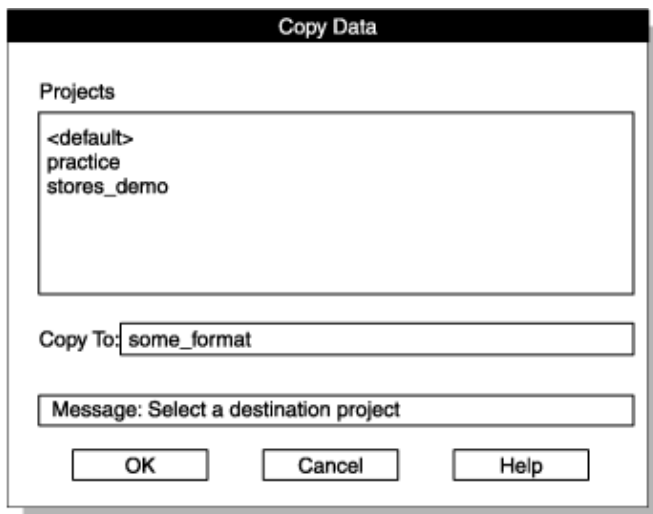 Copy Data
Projects
<default>
practice
stores_demo
Copy To: some_format
Message: Select a destination project
OK Cancel Help